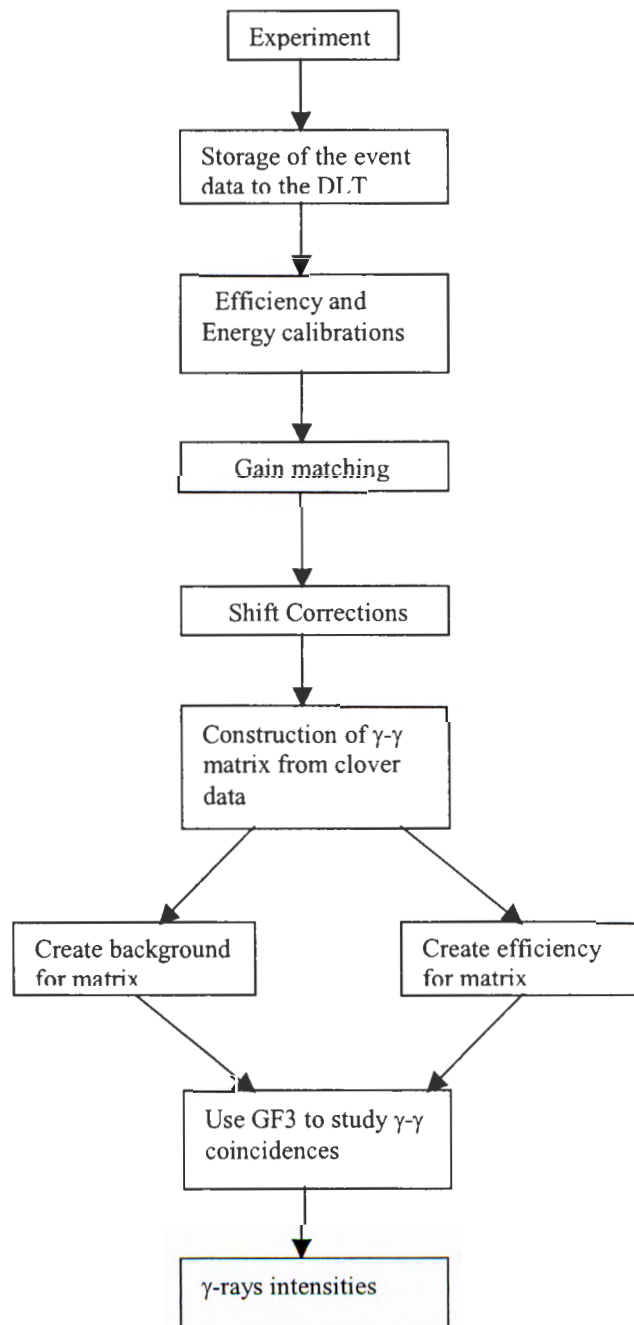 Experiment
Storage of the event
data to the DLT
Efficiency and
Energy calibrations
Gain matching
Shift Corrections
Construction of γ-γ
matrix from clover
data
Create background
for matrix
Create efficiency
for matrix
Use GF3 to study γ-γ
coincidences
γ-rays intensities